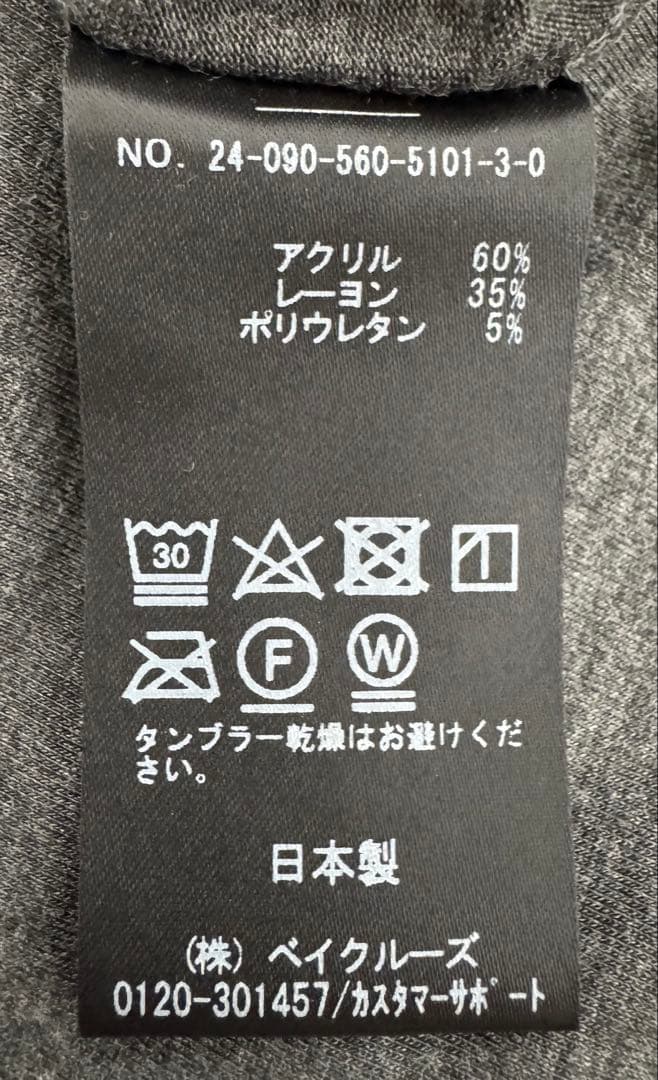 NO. 24-090-560-5101-3-0
アクリル 60%
レーヨン 35%
ポリウレタン 5%
30
F W
タンブラー乾燥はお避けくだ
さい。
日本製
(株) ベイクルーズ
0120-301457/カスタマーサポート